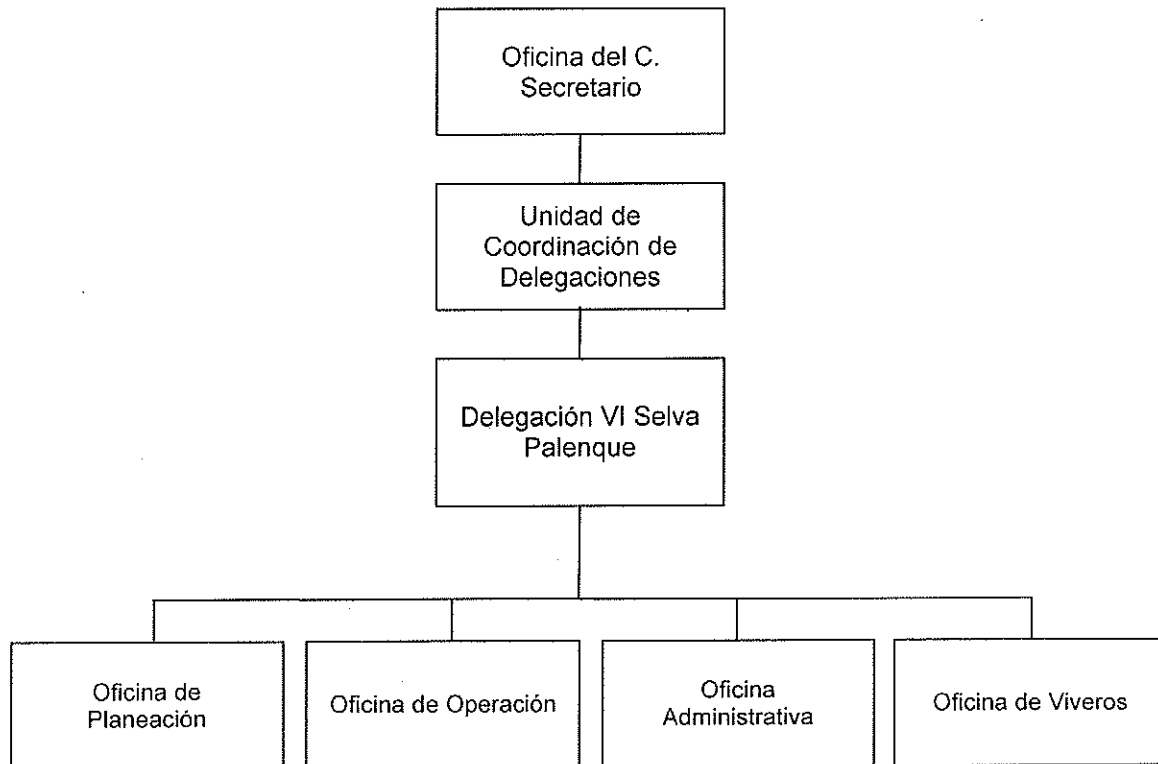 Oficina del C.
Secretario
Unidad de
Coordinación de
Delegaciones
Delegación VI Selva
Palenque
Oficina de
Planeación
Oficina de Operación
Oficina
Administrativa
Oficina de Viveros